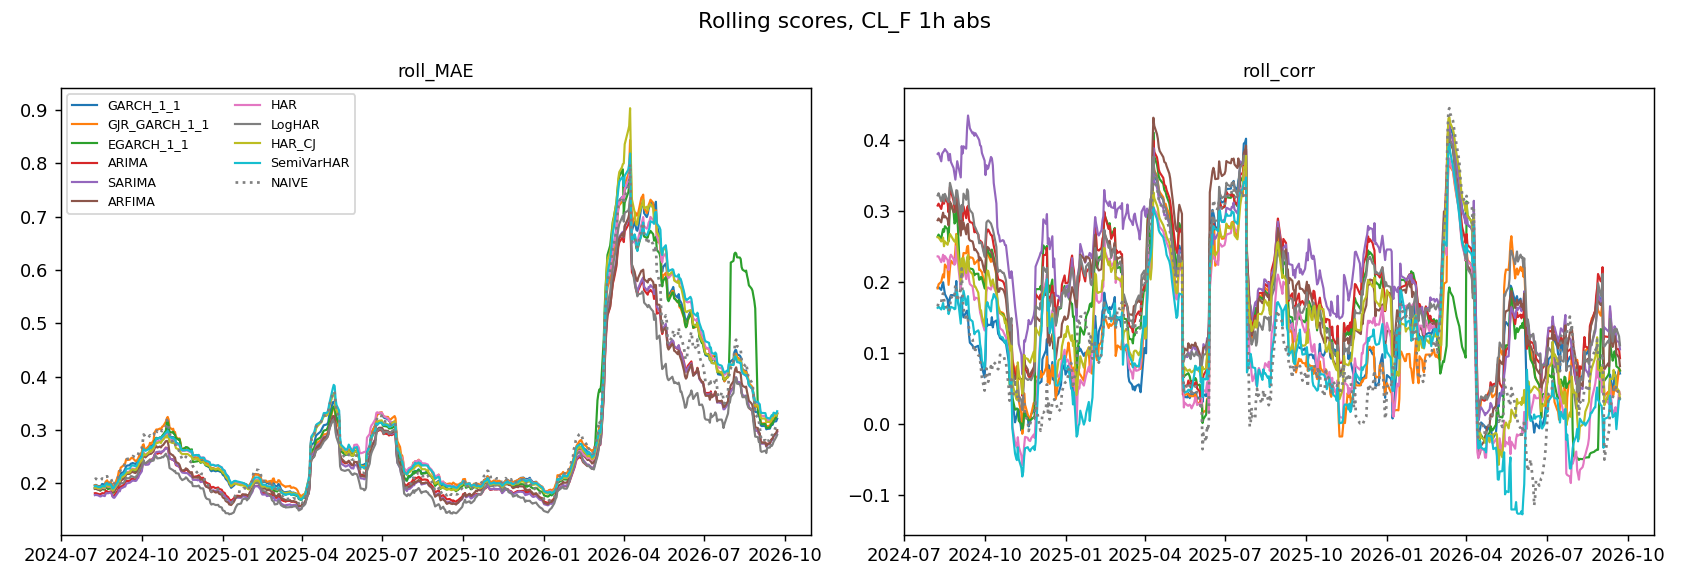 Rolling scores, CL_F 1h abs
roll_MAE
GARCH_1_1
GJR_GARCH_1_1
EGARCH_1_1
ARIMA
SARIMA
ARFIMA
HAR
LogHAR
HAR_CJ
SemiVarHAR
NAIVE
0.9
0.8
0.7
0.6
0.5
0.4
0.3
0.2
2024-07 2024-10 2025-01 2025-04 2025-07 2025-10 2026-01 2026-04 2026-07 2026-10
roll_corr
0.4
0.3
0.2
0.1
0.0
−0.1
2024-07 2024-10 2025-01 2025-04 2025-07 2025-10 2026-01 2026-04 2026-07 2026-10